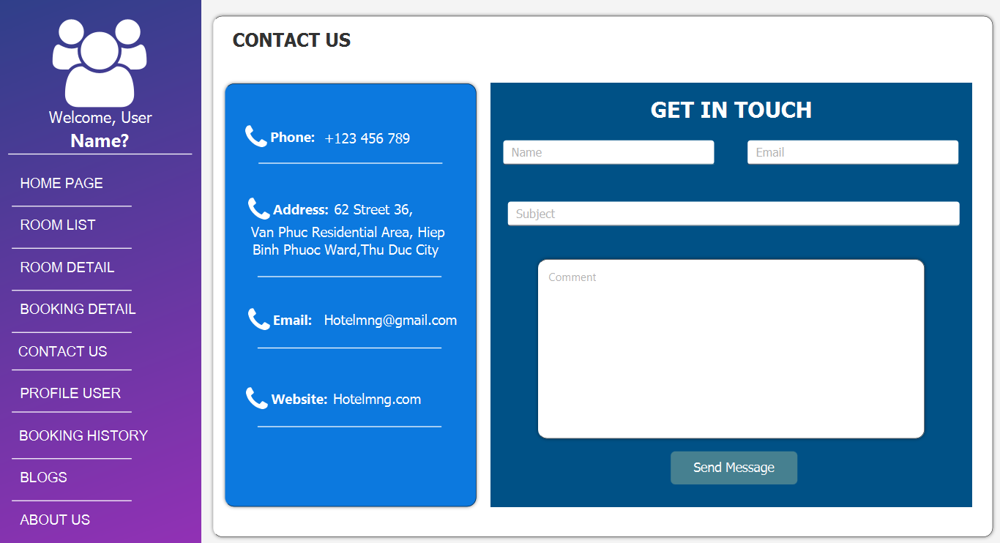 Welcome, User
Name?
HOME PAGE
ROOM LIST
ROOM DETAIL
BOOKING DETAIL
CONTACT US
PROFILE USER
BOOKING HISTORY
BLOGS
ABOUT US
CONTACT US
Phone: +123 456 789
Address: 62 Street 36,
Van Phuc Residential Area, Hiep
Binh Phuoc Ward,Thu Duc City
Email: Hotelmng@gmail.com
Website: Hotelmng.com
GET IN TOUCH
Name
Email
Subject
Comment
Send Message